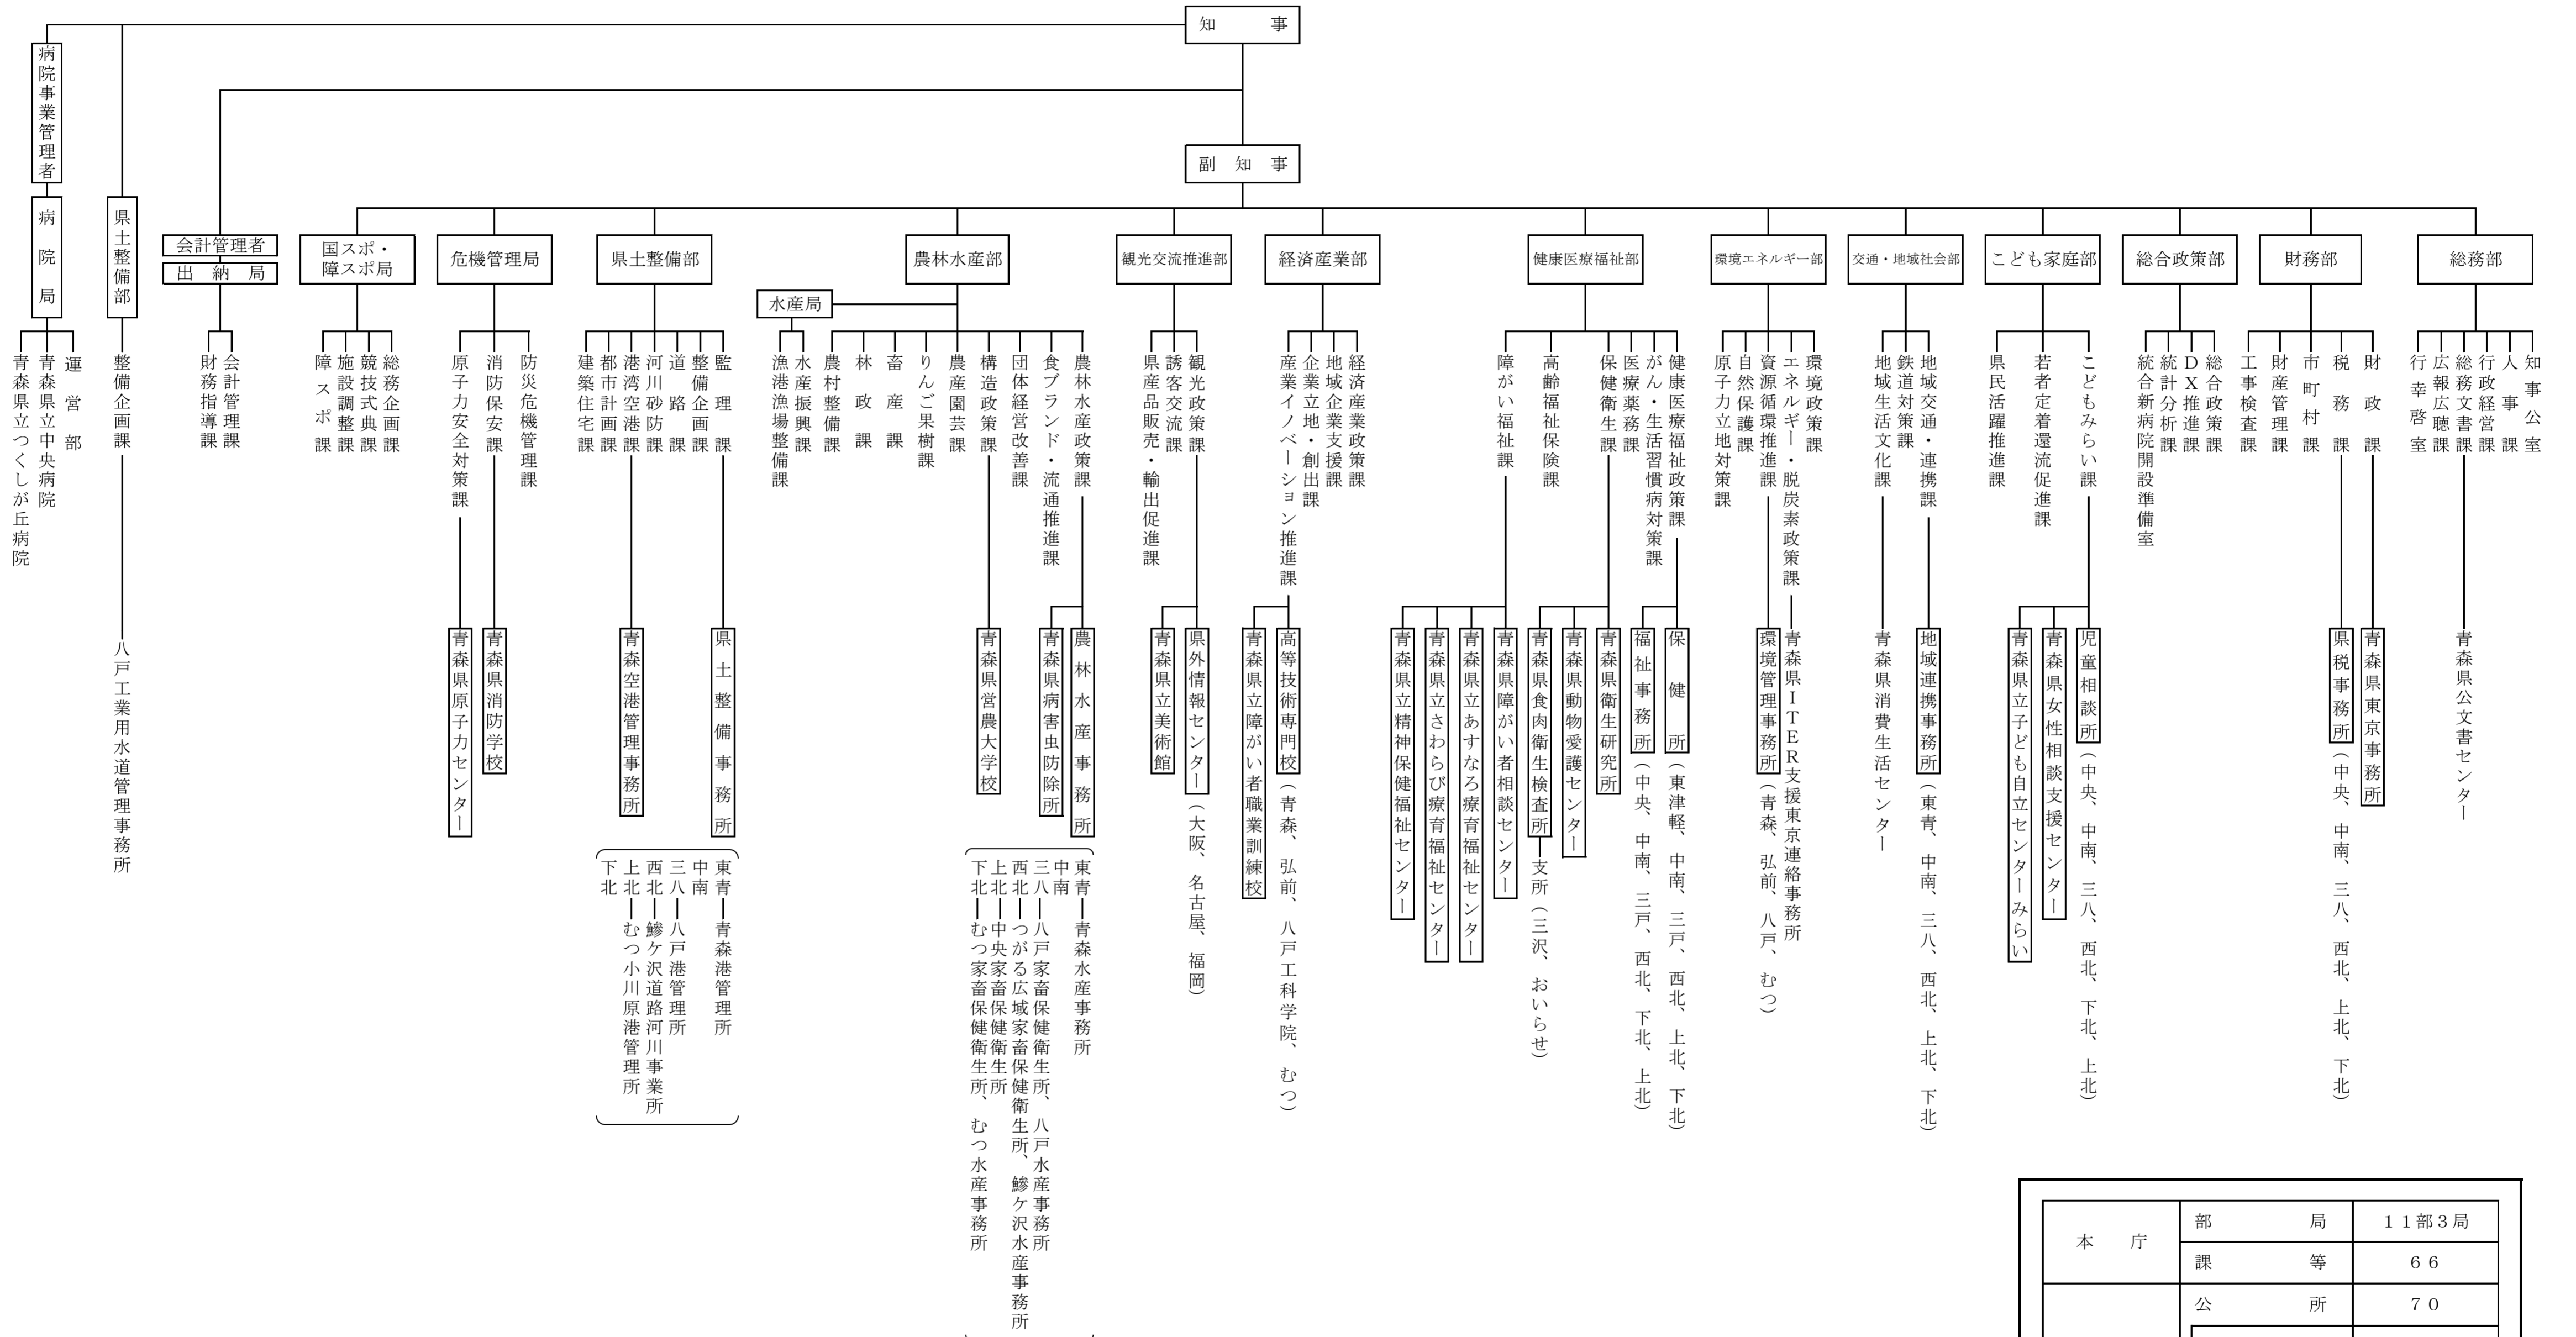 知事
副知事
総務部
知事公室
人事課
行政経営課
総務文書課
青森県公文書センター
広報広聴課
行幸啓室
財務部
財政課
青森県東京事務所
税務課
県税事務所(中央、中南、三八、西北、上北、下北)
市町村課
財産管理課
工事検査課
総合政策部
総合政策課
DX推進課
統計分析課
統合新病院開設準備室
こども家庭部
こどもみらい課
児童相談所(中央、中南、三八、西北、下北、上北)
青森県女性相談支援センター
青森県立子ども自立センターみらい
若者定着還流促進課
県民活躍推進課
交通・地域社会部
地域交通・連携課
地域連携事務所(東青、中南、三八、西北、上北、下北)
鉄道対策課
地域生活文化課
青森県消費生活センター
環境エネルギー部
環境政策課
エネルギー・脱炭素政策課
青森県ITER支援東京連絡事務所
資源循環推進課
環境管理事務所(青森、弘前、八戸、むつ)
自然保護課
原子力立地対策課
健康医療福祉部
健康医療福祉政策課
保健所(東津軽、中南、三戸、西北、上北、下北)
福祉事務所(中央、中南、三戸、西北、下北、上北)
がん・生活習慣病対策課
医療薬務課
保健衛生課
青森県衛生研究所
青森県動物愛護センター
青森県食肉衛生検査所
支所(三沢、おいらせ)
高齢福祉保険課
障がい福祉課
青森県障がい者相談センター
青森県立あすなろ療育福祉センター
青森県立さわらび療育福祉センター
青森県立精神保健福祉センター
経済産業部
経済産業政策課
地域企業支援課
企業立地・創出課
産業イノベーション推進課
高等技術専門校(青森、弘前、八戸工科学院、むつ)
青森県立障がい者職業訓練校
観光交流推進部
観光政策課
県外情報センター(大阪、名古屋、福岡)
青森県立美術館
誘客交流課
県産品販売・輸出促進課
農林水産部
農林水産政策課
農林水産事務所
東青
青森水産事務所
中南
三八
八戸家畜保健衛生所、八戸水産事務所
西北
つがる広域家畜保健衛生所、鰺ケ沢水産事務所
上北
中央家畜保健衛生所
下北
むつ家畜保健衛生所、むつ水産事務所
青森県病害虫防除所
食ブランド・流通推進課
団体経営改善課
構造政策課
青森県営農大学校
農産園芸課
りんご果樹課
畜産課
林政課
農村整備課
水産局
水産振興課
漁港漁場整備課
県土整備部
監理課
県土整備事務所
東青
青森港管理所
中南
三八
八戸港管理所
西北
鰺ケ沢道路河川事業所
上北
むつ小川原港管理所
下北
整備企画課
道路課
河川砂防課
港湾空港課
青森空港管理事務所
都市計画課
建築住宅課
危機管理局
防災危機管理課
消防保安課
青森県消防学校
原子力安全対策課
青森県原子力センター
国スポ・
障スポ局
総務企画課
競技式典課
施設調整課
障スポ課
会計管理者
出納局
会計管理課
財務指導課
県土整備部
整備企画課
八戸工業用水道管理事務所
病院事業管理者
病院局
運営部
青森県立中央病院
青森県立つくしが丘病院
本庁
部局
11部3局
課等
66
公所
70